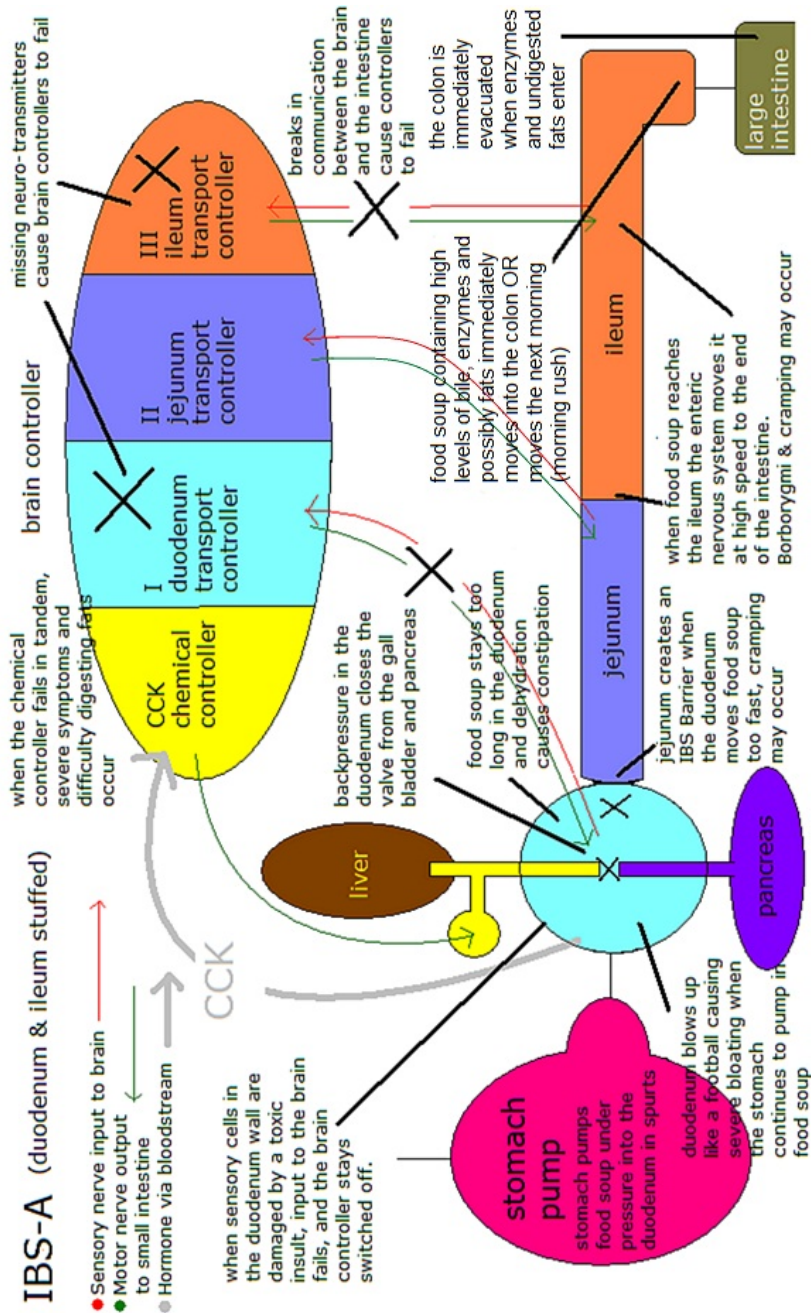 IBS-A (duodenum & ileum stuffed)
Sensory nerve input to brain
Motor nerve output
to small intestine
Hormone via bloodstream
when the chemical
controller fails in tandem,
severe symptoms and
difficulty digesting fats
occur
brain controller
missing neuro-transmitters
cause brain controllers to fail
CCK
CCK
chemical
controller
I
duodenum
transport
controller
II
jejunum
transport
controller
III
ileum
transport
controller
breaks in
communication
between the brain
and the intestine
cause controllers
to fail
when sensory cells in
the duodenum wall are
damaged by a toxic
insult, input to the brain
fails, and the brain
controller stays
switched off.
liver
backpressure in the
duodenum closes the
valve from the gall
bladder and pancreas
food soup stays too
long in the duodenum
and dehydration
causes constipation
food soup containing high
levels of bile, enzymes and
possibly fats immediately
moves into the colon OR
moves the next morning
(morning rush)
the colon is
immediately
evacuated
when enzymes
and undigested
fats enter
stomach
pump
stomach pumps
food soup under
pressure into the
duodenum in spurts
jejunum
ileum
large
intestine
duodenum blows up
like a football causing
severe bloating when
the stomach
continues to pump in
food soup
pancreas
jejunum creates an
IBS Barrier when
the duodenum
moves food soup
too fast, cramping
may occur
when food soup reaches
the ileum the enteric
nervous system moves it
at high speed to the end
of the intestine.
Borborygmi & cramping may occur